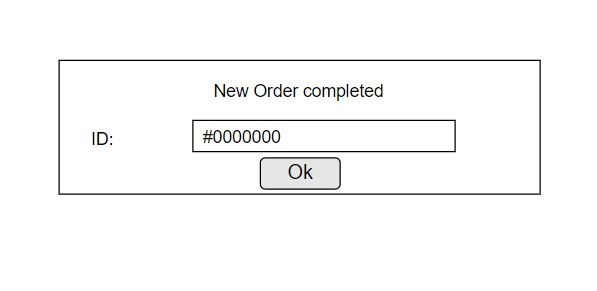 New Order completed
ID: #0000000
Ok